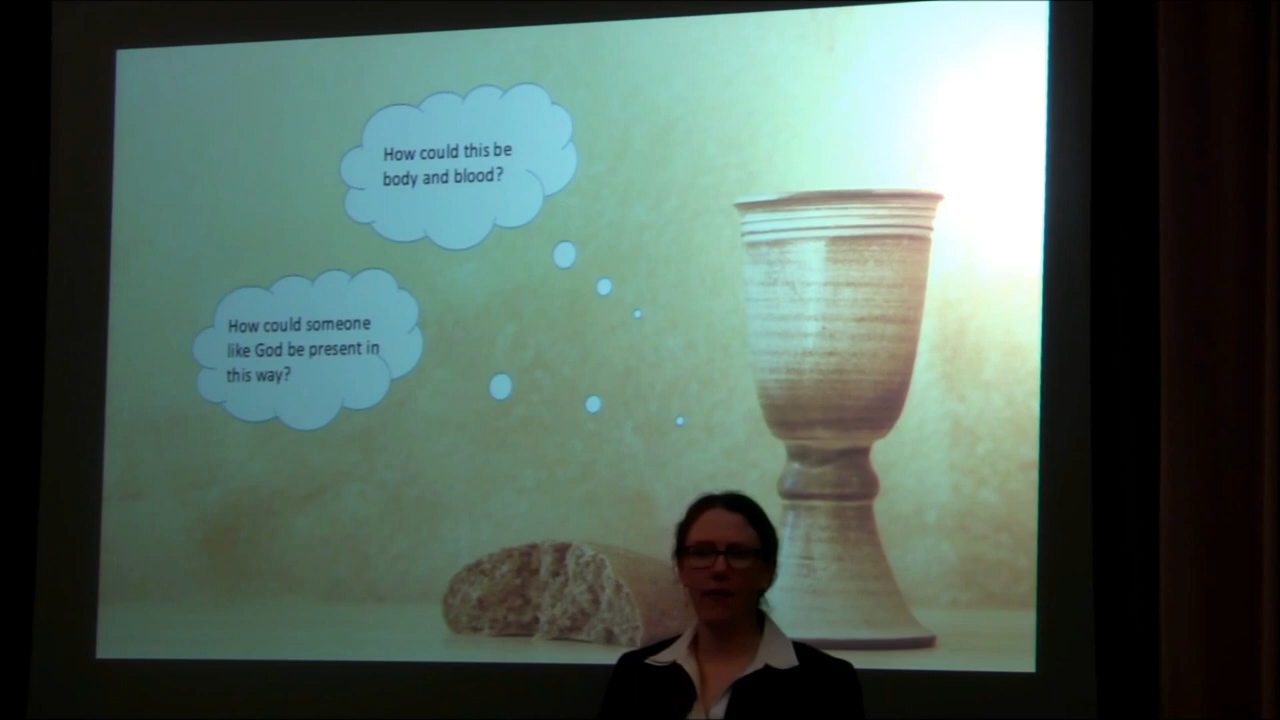 How could this be
body and blood?
How could someone
like God be present in
this way?